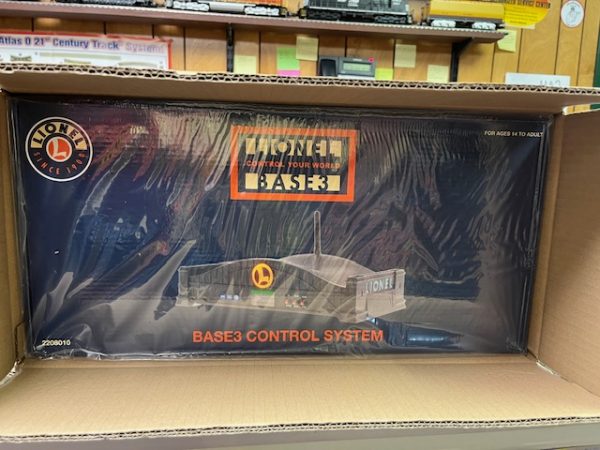 Atlas O 21st Century Track System
LIONEL
L
SINCE 1900
LIONEL
CONTROL YOUR WORLD
BASE3
FOR AGES 14 TO ADULT
L
LIONEL
BASE3 CONTROL SYSTEM
2208010